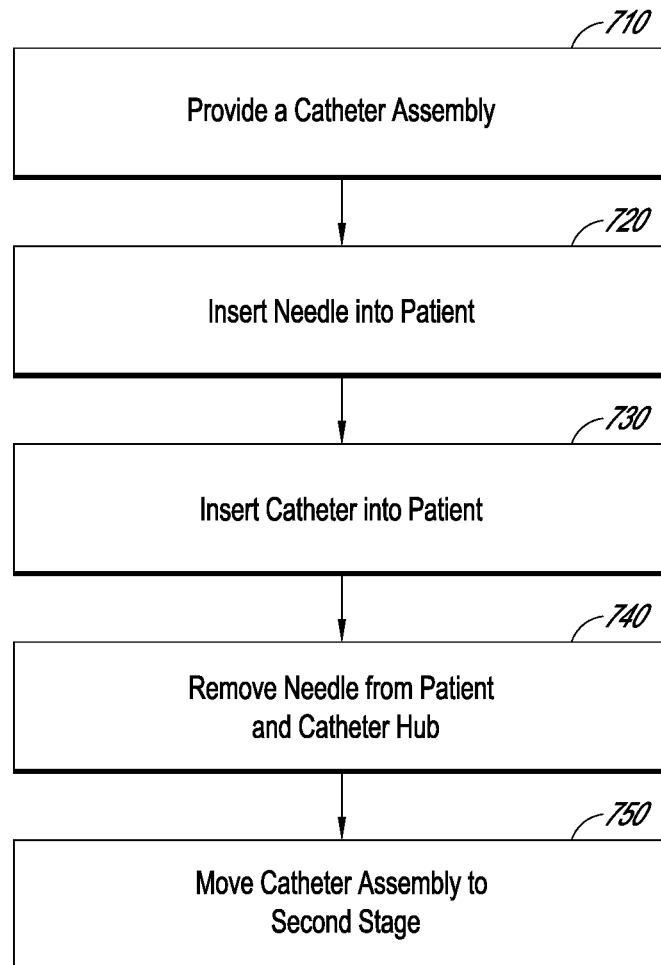 710
Provide a Catheter Assembly
720
Insert Needle into Patient
730
Insert Catheter into Patient
740
Remove Needle from Patient
and Catheter Hub
750
Move Catheter Assembly to
Second Stage